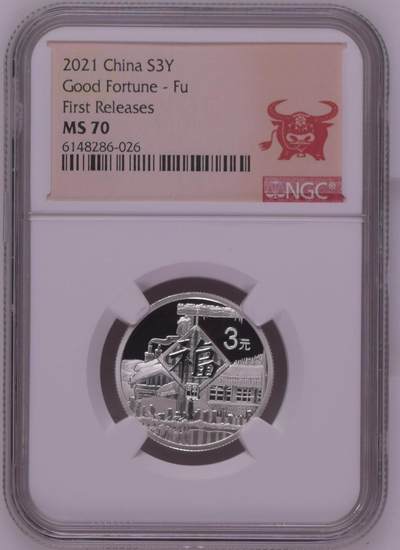 2021 China S3Y
Good Fortune - Fu
First Releases
MS 70
6148286-026
NGC®
3元
福